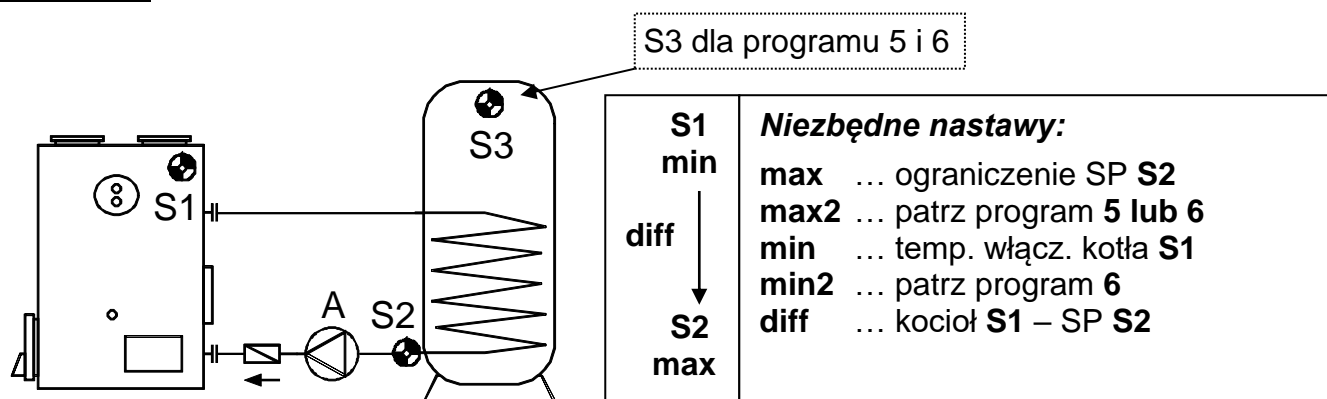 S3 dla programu 5 i 6
S3
S1
A
S2
S1
min
diff
S2
max
Niezbędne nastawy:
max … ograniczenie SP S2
max2 … patrz program 5 lub 6
min … temp. włącz. kotła S1
min2 … patrz program 6
diff … kocioł S1 – SP S2